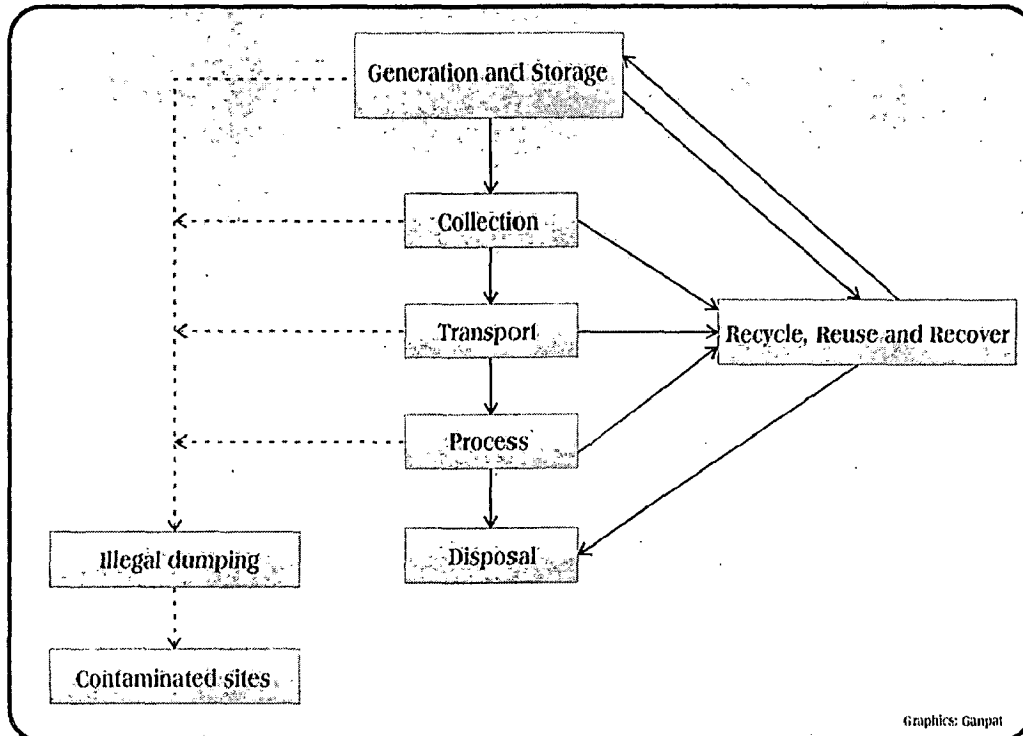 Generation and Storage
Collection
Transport
Recycle, Reuse and Recover
Process
Illegal dumping
Disposal
Contaminated sites
Graphics: Ganpat